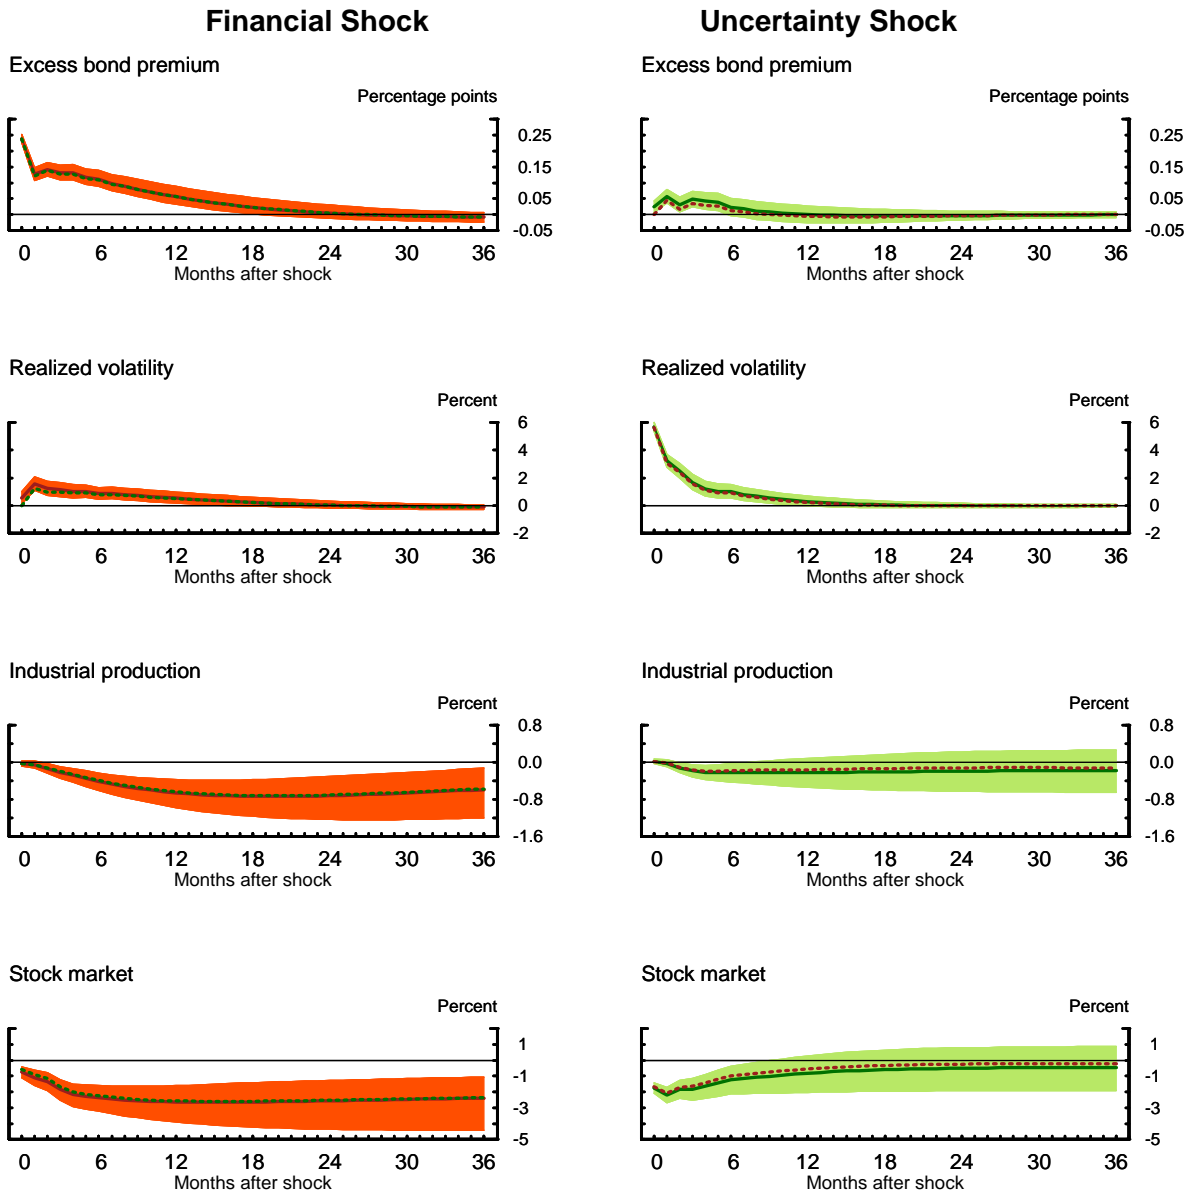 Financial Shock
Uncertainty Shock
Excess bond premium
Excess bond premium
Percentage points
Percentage points
0.25
0.15
0.05
-0.05
0 6 12 18 24 30 36
Months after shock
0.25
0.15
0.05
-0.05
0 6 12 18 24 30 36
Months after shock
Realized volatility
Realized volatility
Percent
Percent
6
4
2
0
-2
0 6 12 18 24 30 36
Months after shock
6
4
2
0
-2
0 6 12 18 24 30 36
Months after shock
Industrial production
Industrial production
Percent
Percent
0.8
0.0
-0.8
-1.6
0 6 12 18 24 30 36
Months after shock
0.8
0.0
-0.8
-1.6
0 6 12 18 24 30 36
Months after shock
Stock market
Stock market
Percent
Percent
1
-1
-3
-5
0 6 12 18 24 30 36
Months after shock
1
-1
-3
-5
0 6 12 18 24 30 36
Months after shock